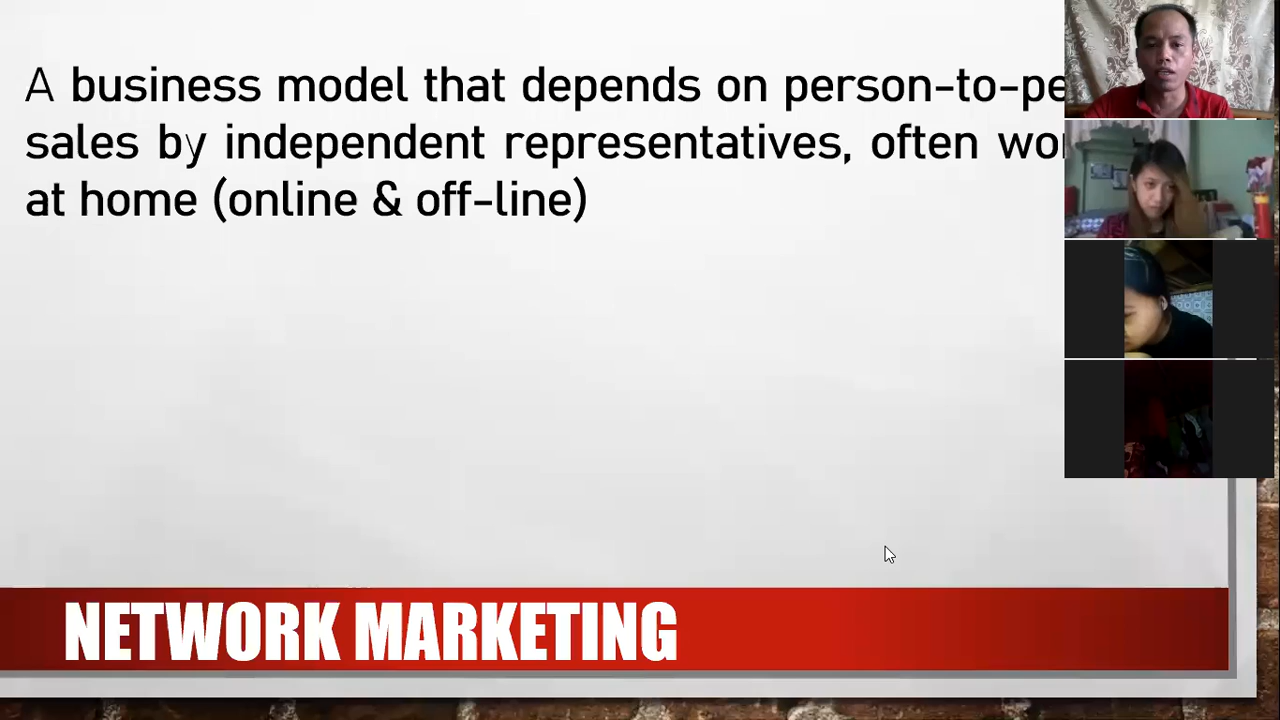 A business model that depends on person-to-pe
sales by independent representatives, often wo
at home (online & off-line)
NETWORK MARKETING